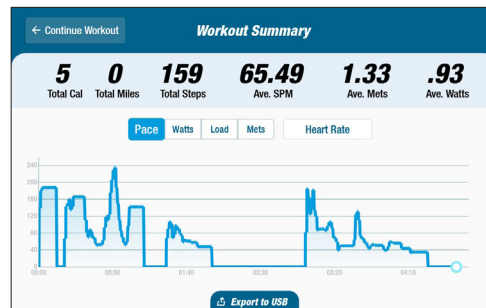 ← Continue Workout
Workout Summary
5 0 159 65.49 1.33 .93
Total Cal Total Miles Total Steps Ave. SPM Ave. Mets Ave. Watts
Pace Watts Load Mets Heart Rate
240
200
160
120
80
40
0
00:00 00:50 01:40 02:30 03:20 04:10
Export to USB